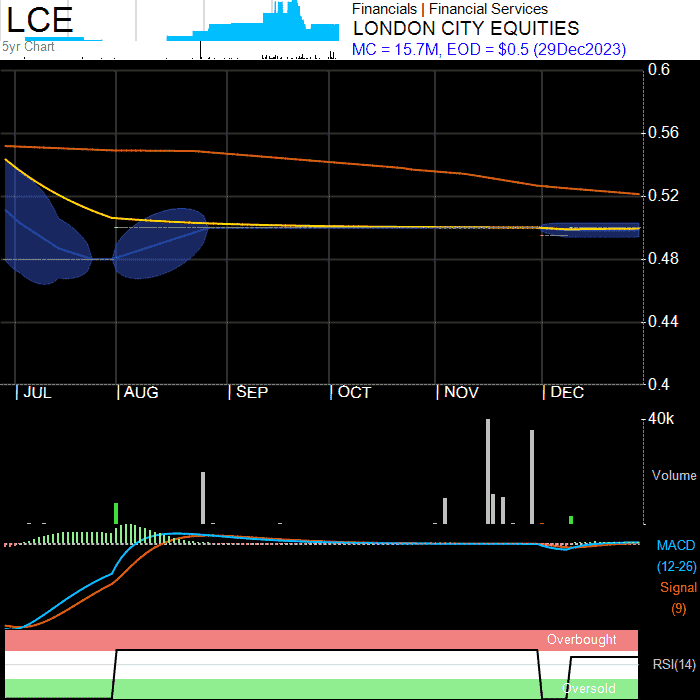 LCE
5yr Chart
Financials | Financial Services
LONDON CITY EQUITIES
MC = 15.7M, EOD = $0.5 (29Dec2023)
0.6
0.56
0.52
0.48
0.44
0.4
JUL AUG SEP OCT NOV DEC
40k
Volume
MACD
(12-26)
Signal
(9)
Overbought
RSI(14)
Oversold